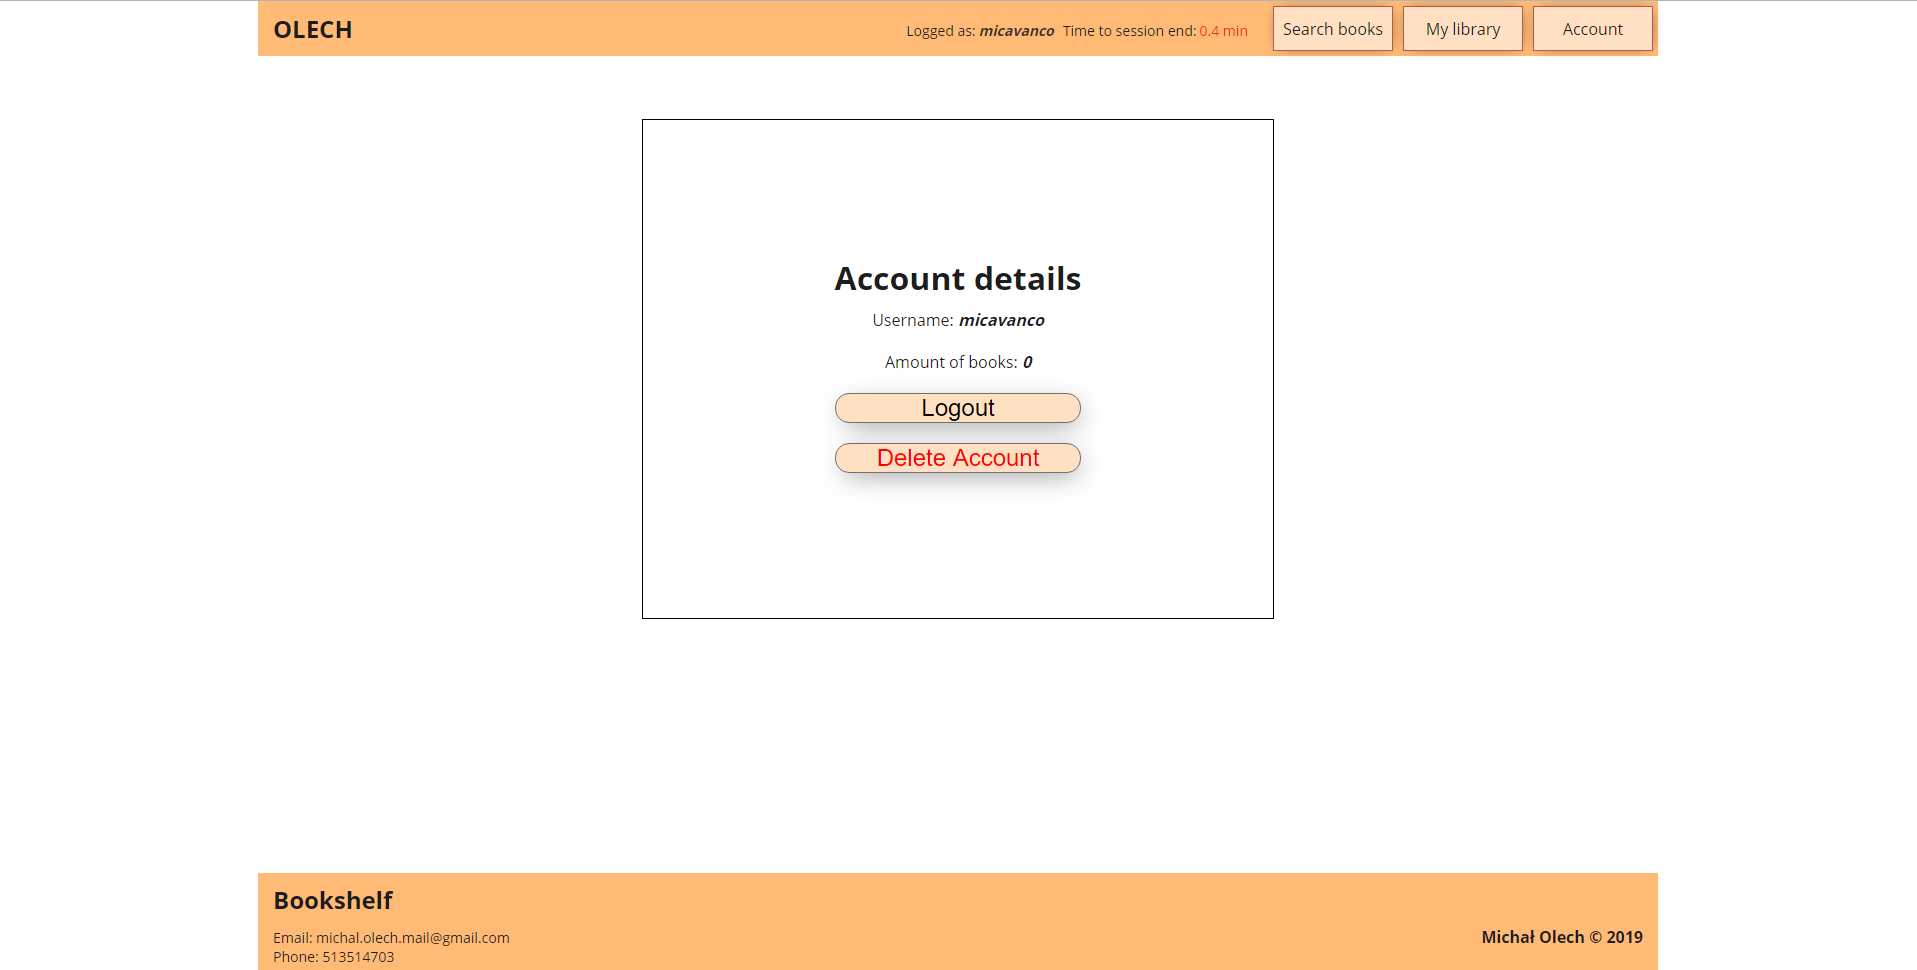 OLECH
Logged as: micavanco Time to session end: 0.4 min
Search books
My library
Account
Account details
Username: micavanco
Amount of books: 0
Logout
Delete Account
Bookshelf
Email: michal.olech.mail@gmail.com
Phone: 513514703
Michał Olech © 2019